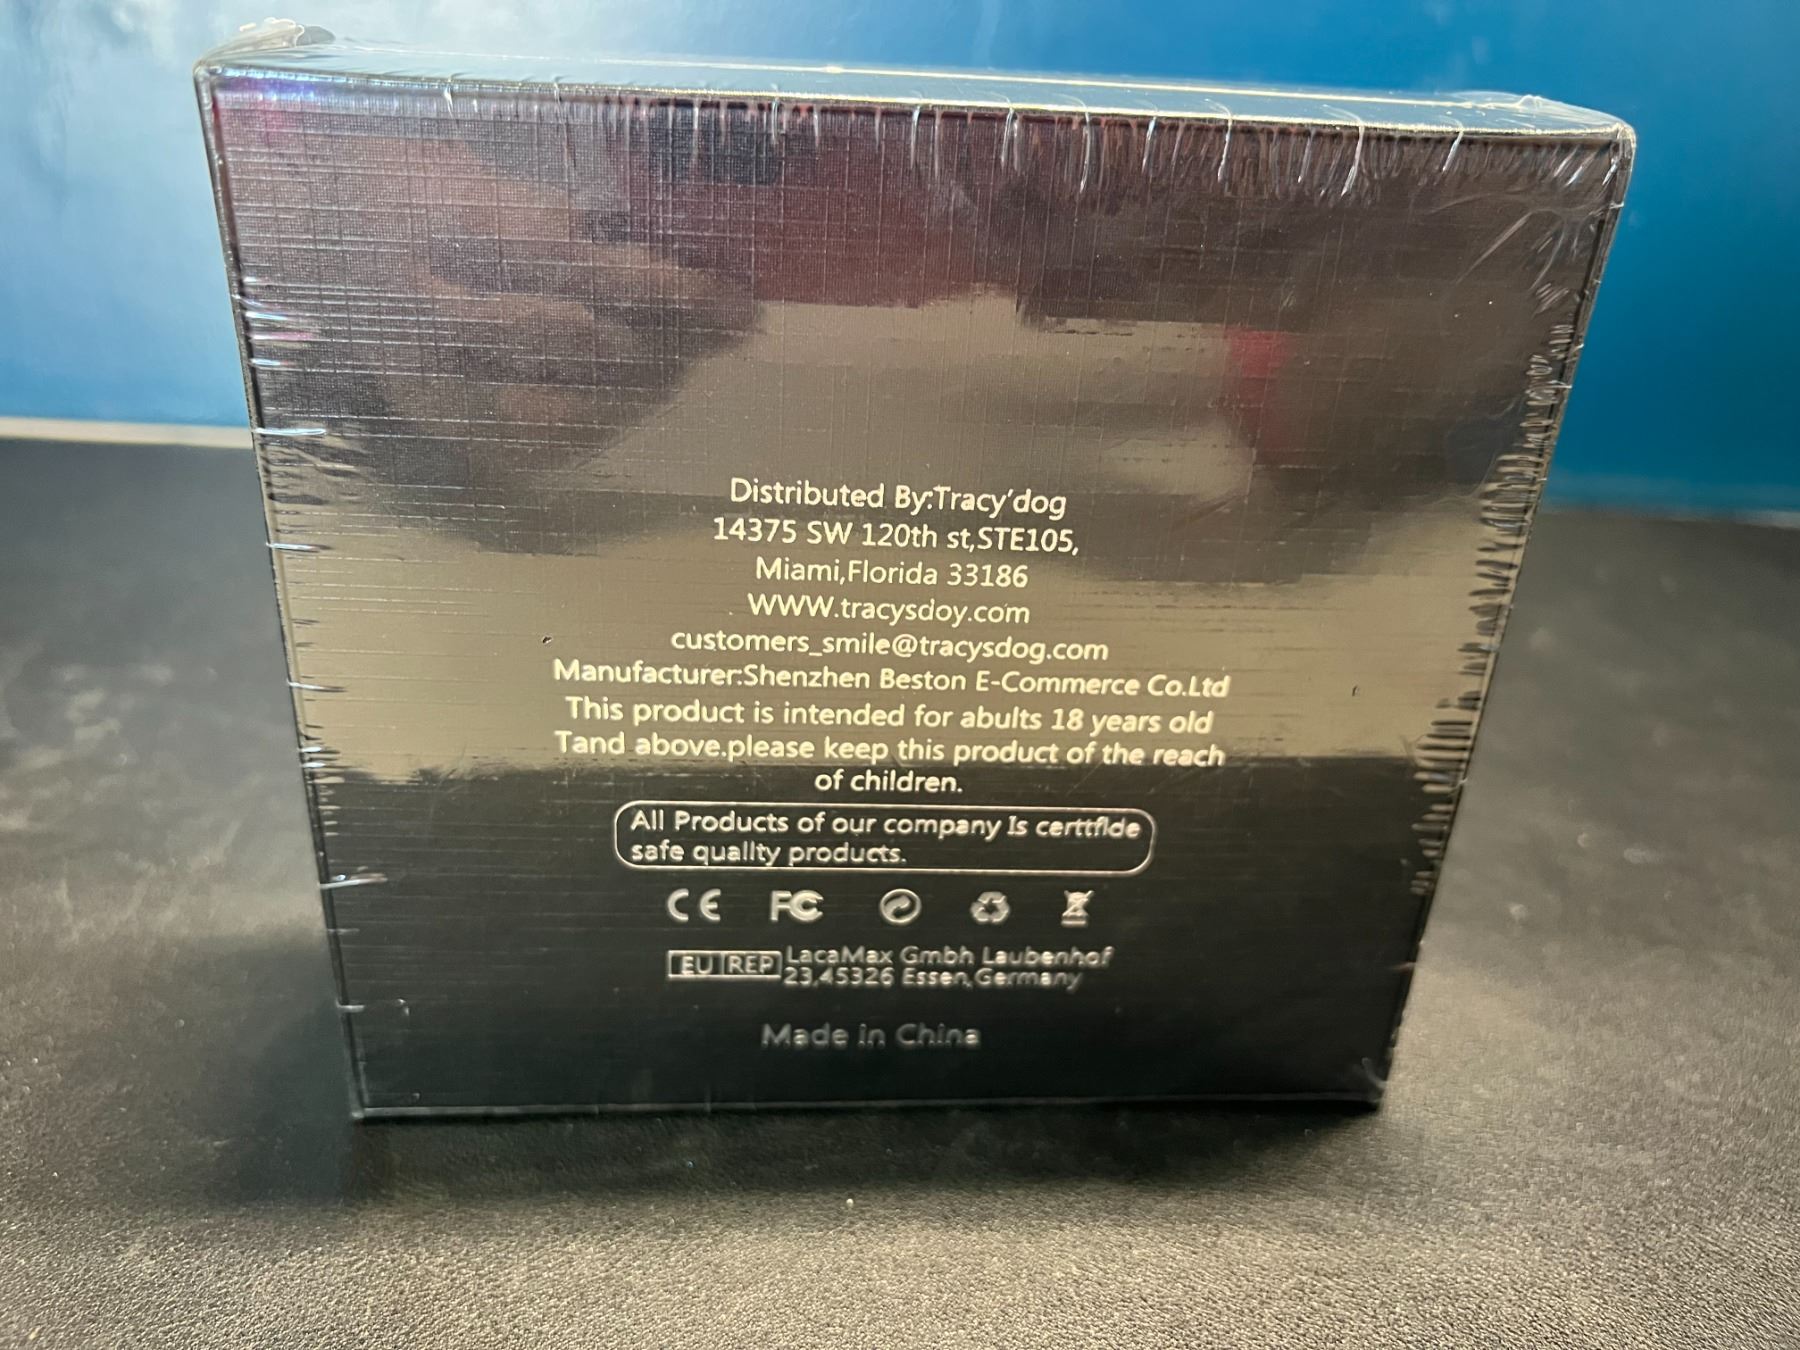 Distributed By:Tracy'dog
14375 SW 120th st,STE105,
Miami,Florida 33186
WWW.tracysdoy.com
customers_smile@tracysdog.com
Manufacturer:Shenzhen Beston E-Commerce Co.Ltd
This product is intended for abults 18 years old
Tand above.please keep this product of the reach
of children.
All Products of our company Is certtfide
safe quallty products.
CE FC
EU REP LacaMax Gmbh Laubenhof
23,45326 Essen,Germany
Made in China